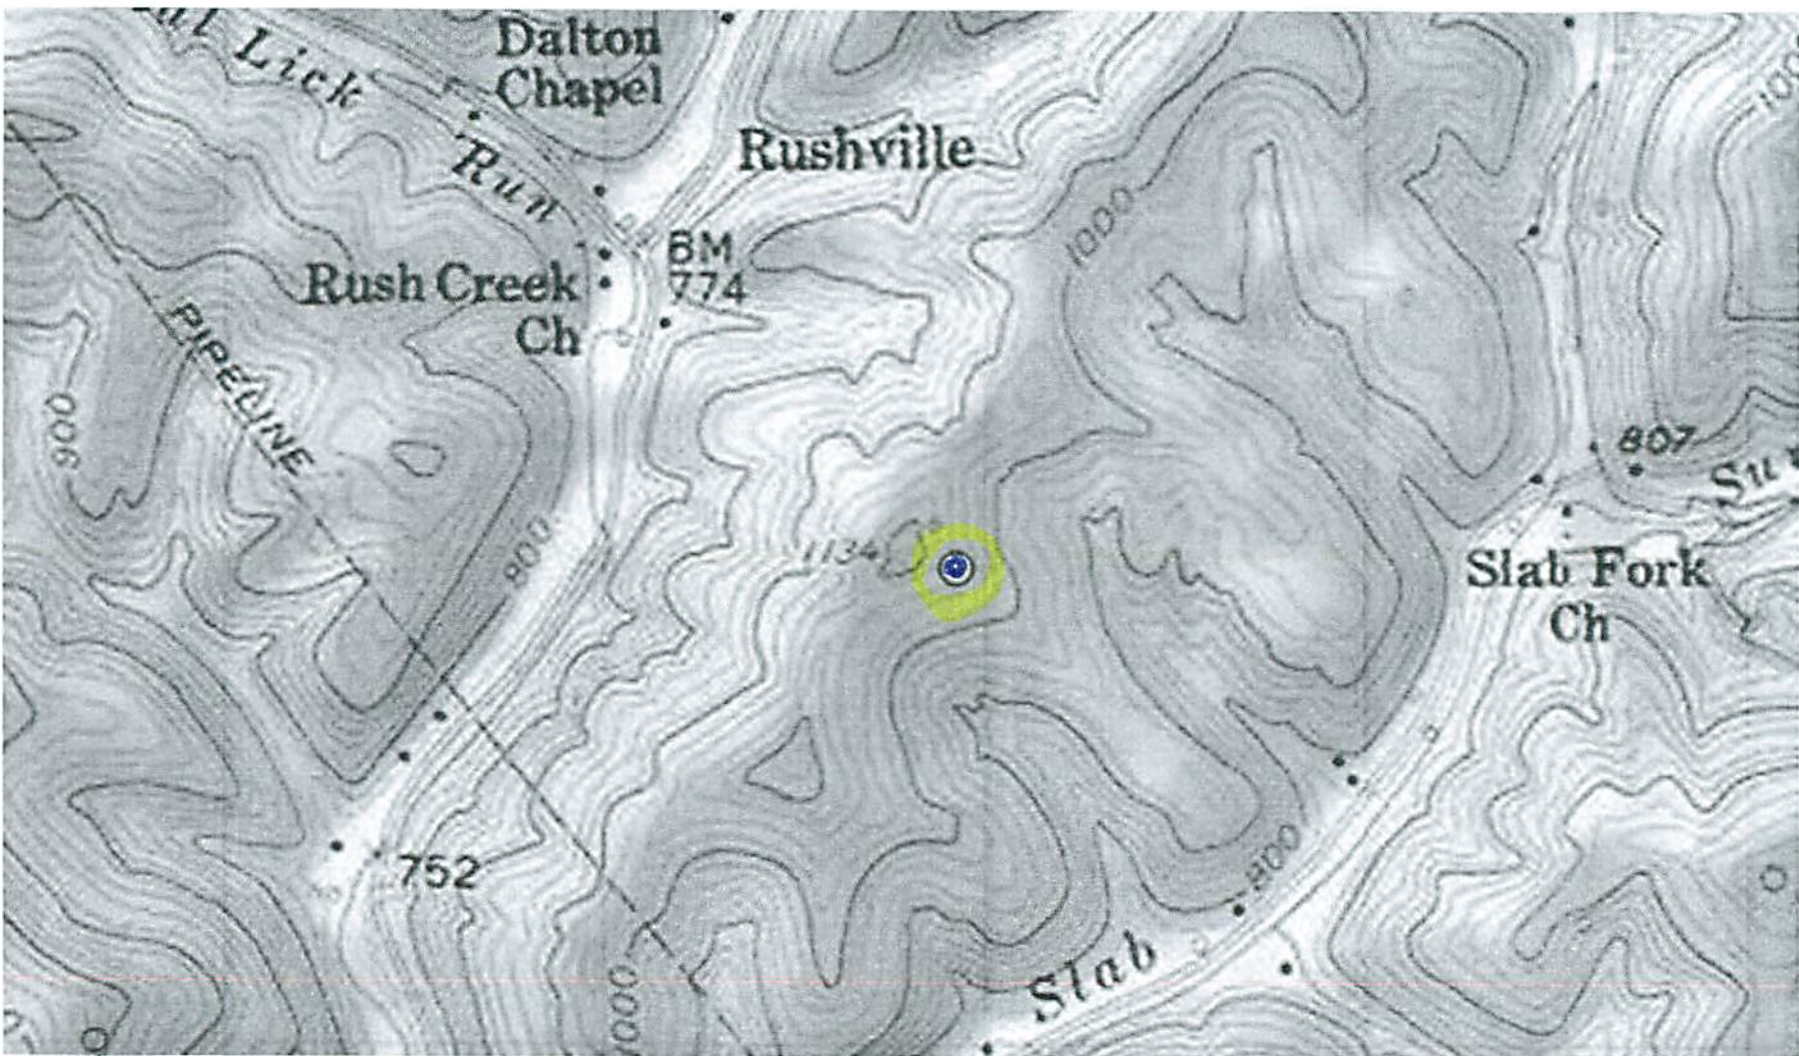 Lick
Dalton
Chapel
Run
Rushville
1000
BM
774
Rush Creek
Ch
PIPELINE
900
807
800
1134
Slab Fork
Ch
752
800
1000
Slab